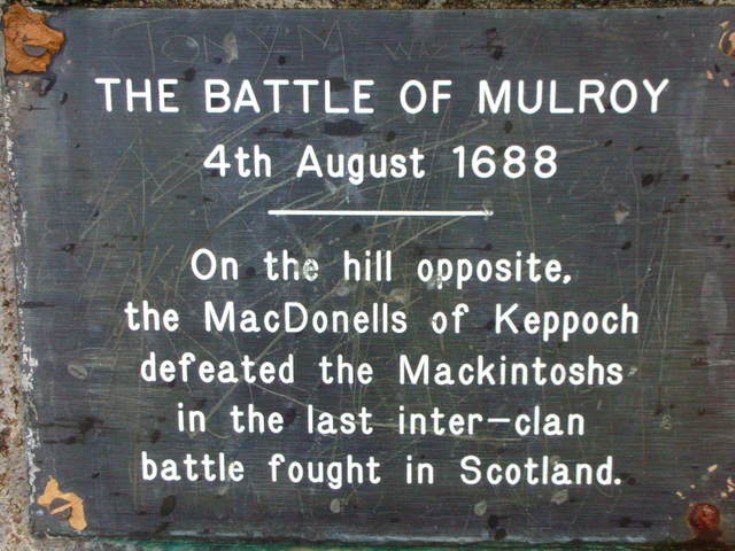 TONY M
THE BATTLE OF MULROY
4th August 1688
On the hill opposite,
the MacDonells of Keppoch
defeated the Mackintoshs
in the last inter-clan
battle fought in Scotland.